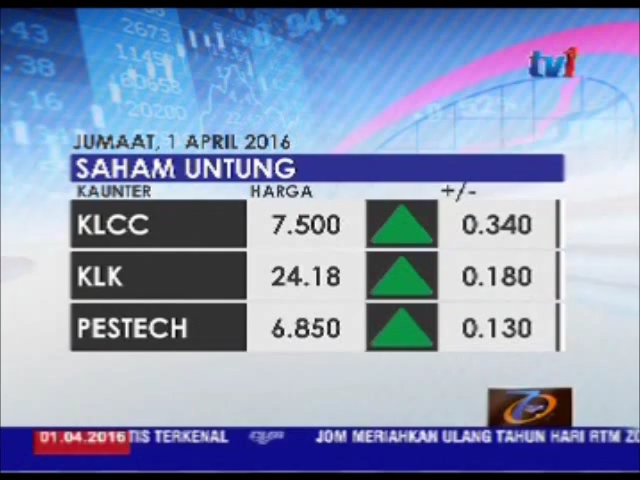 tv1
JUMAAT, 1 APRIL 2016
SAHAM UNTUNG
KAUNTER HARGA +/-
KLCC 7.500 0.340
KLK 24.18 0.180
PESTECH 6.850 0.130
01.04.2016 TIS TERKENAL JOM MERIAHKAN ULANG TAHUN HARI RTM